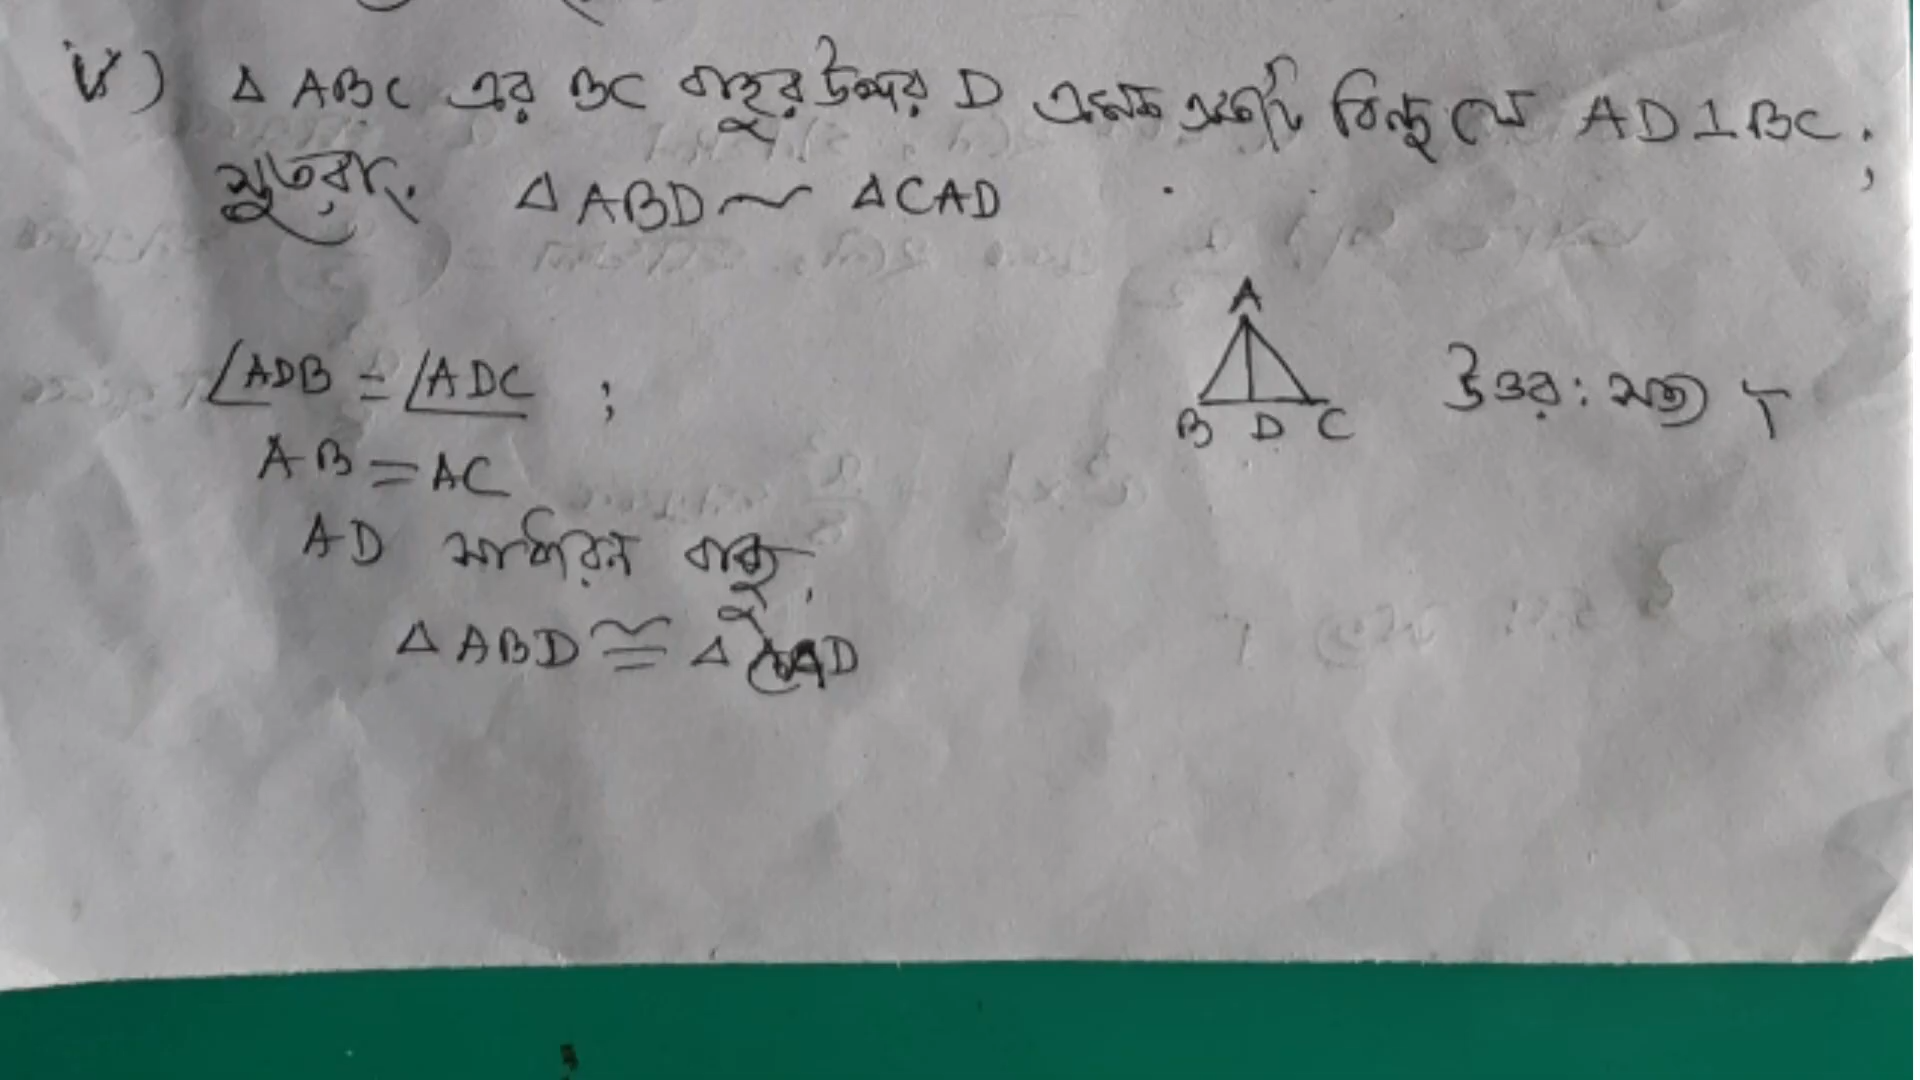 v) Δ ABC এর BC বাহুর উপর D এমন একটি বিন্দু যে AD⊥BC;
সুতরাং Δ ABD ~ Δ CAD
∠ADB = ∠ADC ;
AB = AC
AD সাধারন বাহু
Δ ABD ≅ Δ CAD
A
B D C
উত্তর: সত্য T